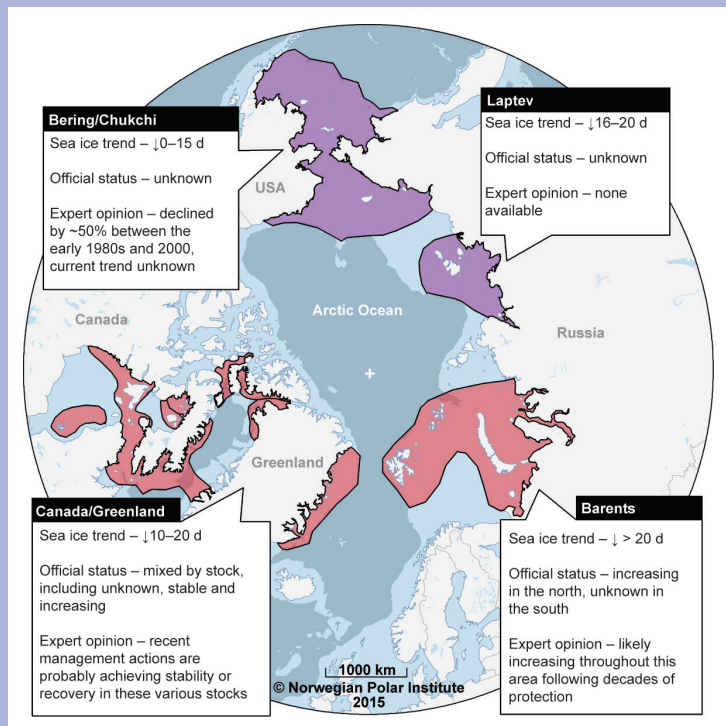 Bering/Chukchi
Sea ice trend – ↓0–15 d
Official status – unknown
Expert opinion – declined
by ~50% between the
early 1980s and 2000,
current trend unknown
Laptev
Sea ice trend – ↓16–20 d
Official status – unknown
Expert opinion – none
available
USA
Arctic Ocean
Canada
Russia
Greenland
Canada/Greenland
Sea ice trend – ↓10–20 d
Official status – mixed by stock,
including unknown, stable and
increasing
Expert opinion – recent
management actions are
probably achieving stability or
recovery in these various stocks
Barents
Sea ice trend – ↓ > 20 d
Official status – increasing
in the north, unknown in
the south
Expert opinion – likely
increasing throughout this
area following decades of
protection
1000 km
© Norwegian Polar Institute
2015